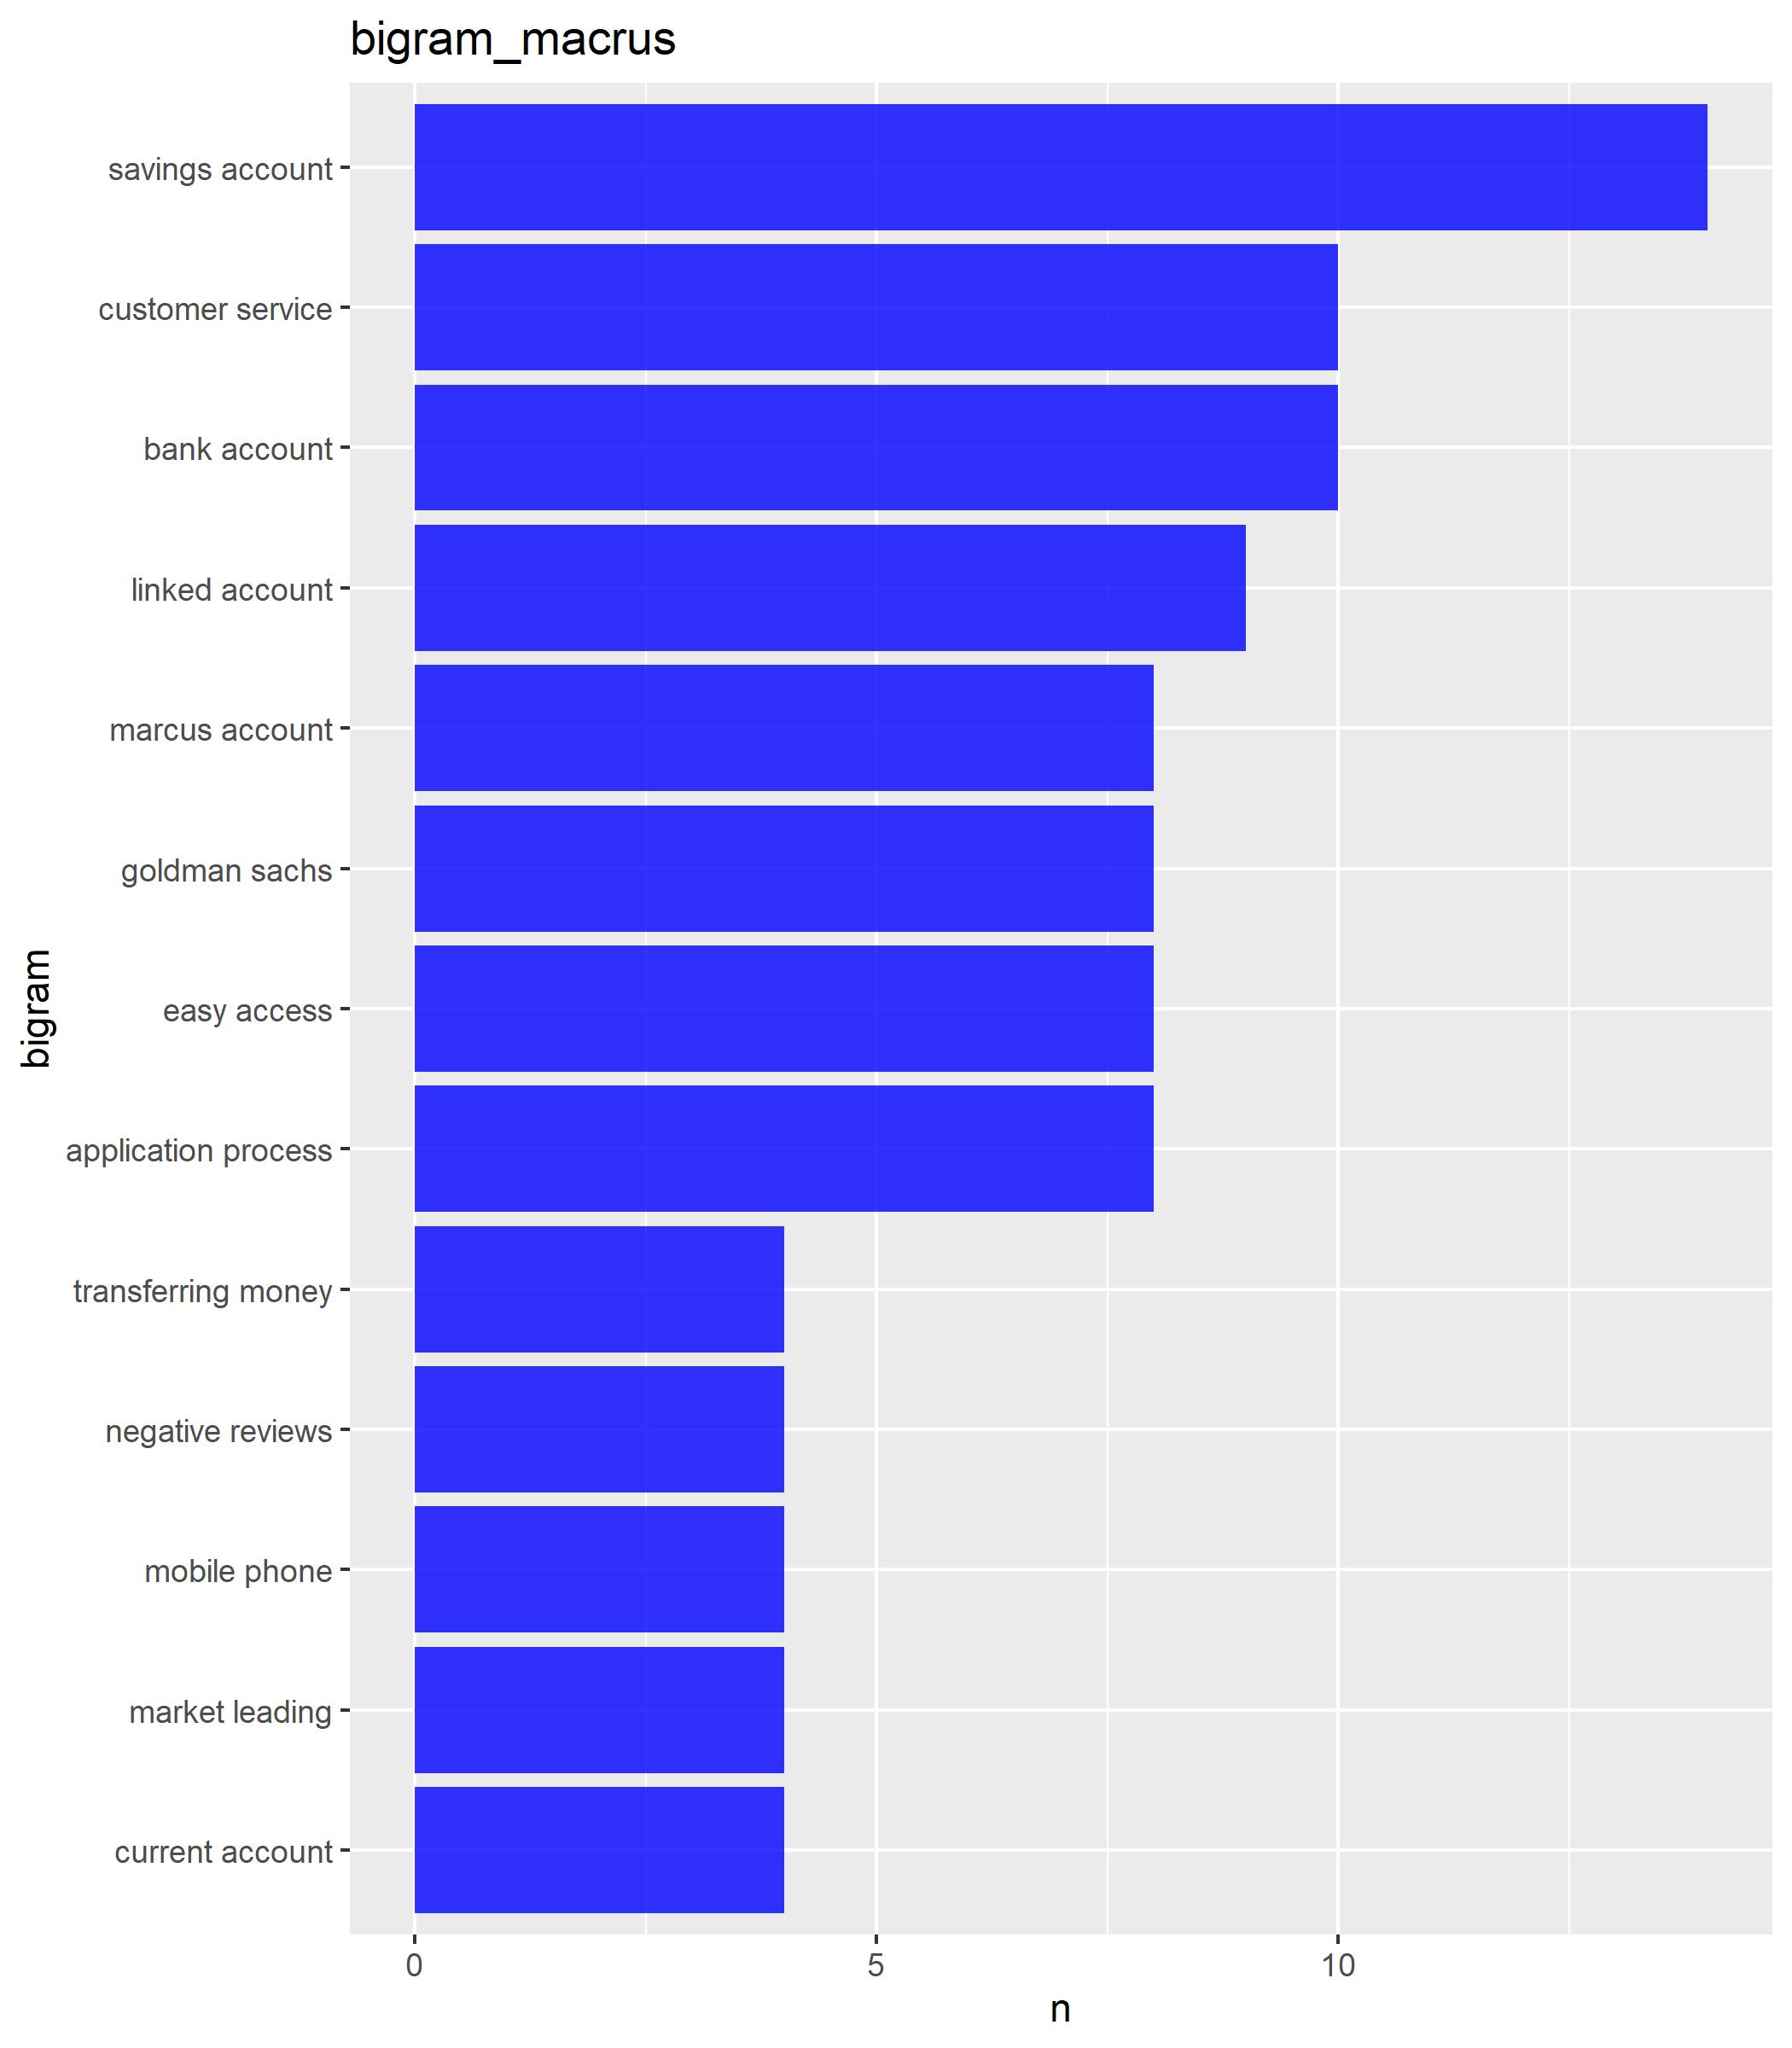 bigram_macrus
savings account
customer service
bank account
linked account
marcus account
goldman sachs
easy access
application process
transferring money
negative reviews
mobile phone
market leading
current account
bigram
0 5 10
n